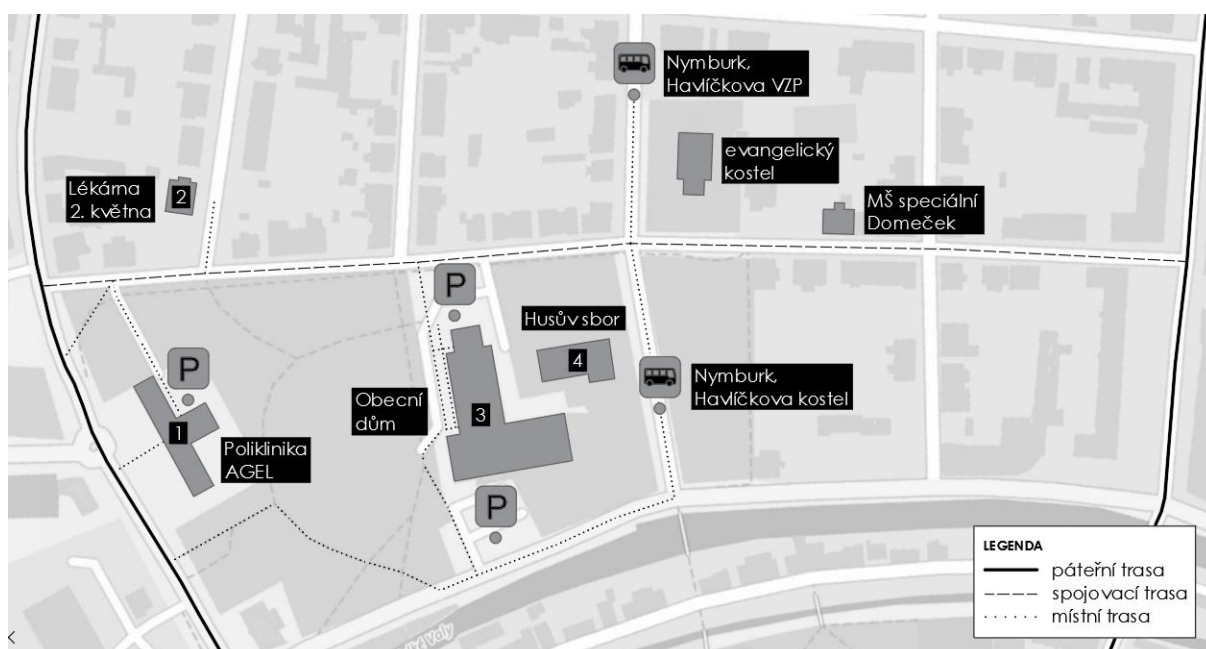 Nymburk,
Havlíčkova VZP
evangelický
kostel
Lékárna
2. května
2
MŠ speciální
Domeček
P
Husův sbor
4
P
Nymburk,
Havlíčkova kostel
Obecní
dům
3
1
Poliklinika
AGEL
P
LEGENDA
páteřní trasa
spojovací trasa
místní trasa
Valy